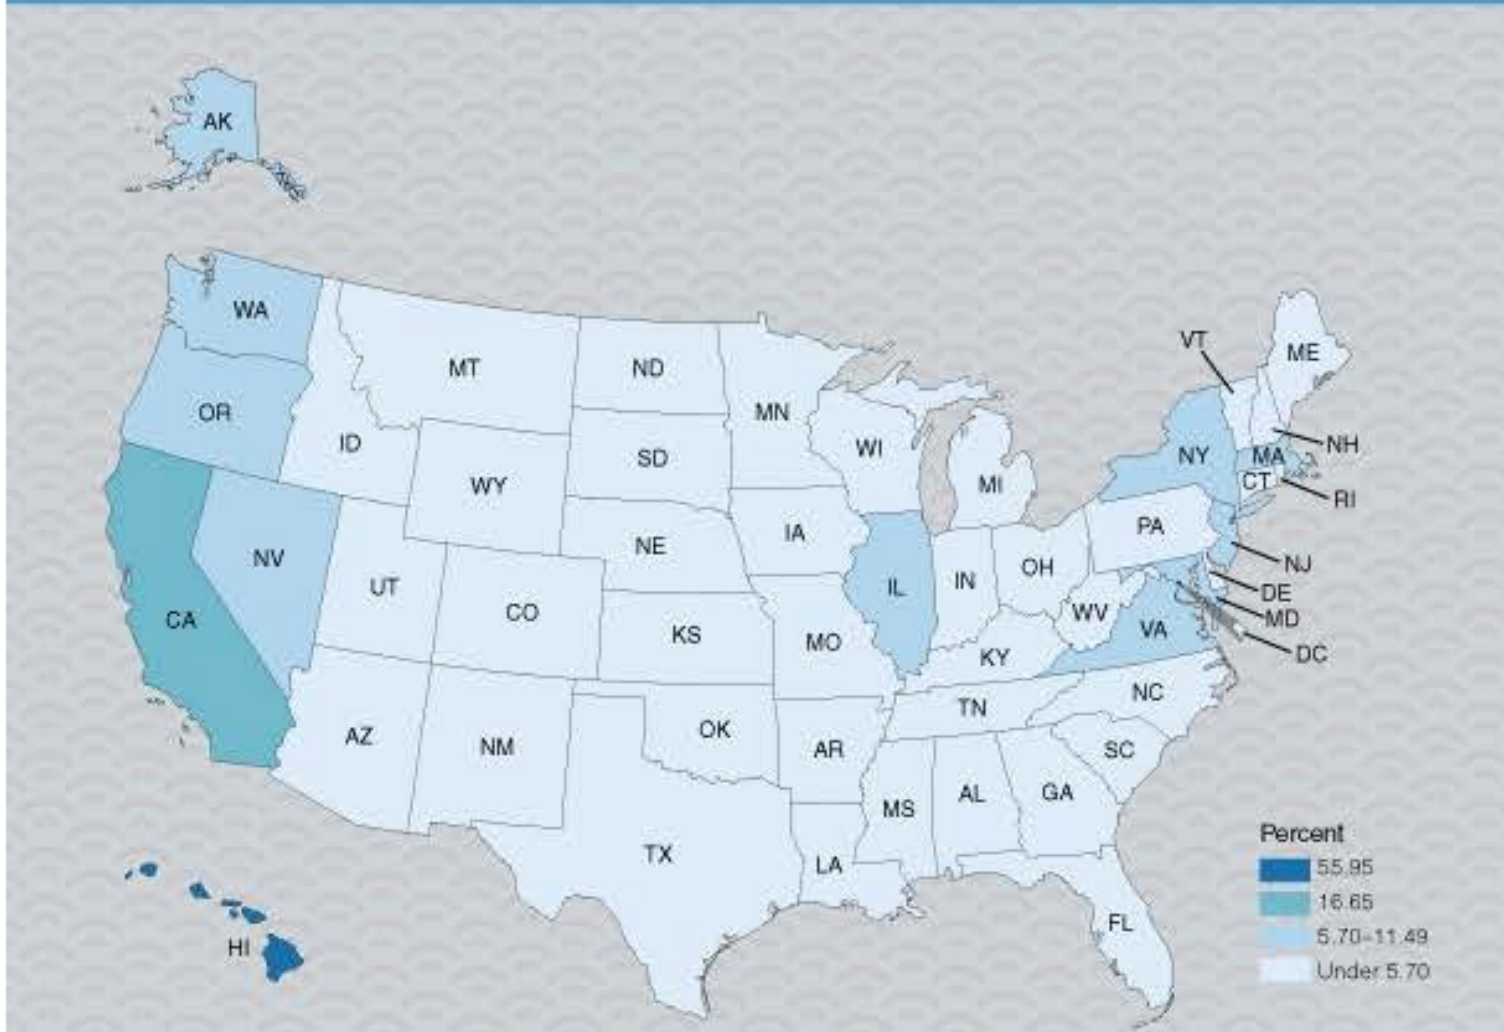 AK
WA
MT
ND
MN
VT
ME
OR
ID
WY
SD
WI
MI
NY
MA
NH
CT
RI
NV
UT
CO
NE
IA
IL
IN
OH
PA
NJ
DE
MD
DC
CA
KS
MO
KY
WV
VA
AZ
NM
OK
AR
TN
NC
SC
MS
AL
GA
TX
LA
FL
HI
Percent
55.95
16.65
5.70–11.49
Under 5.70